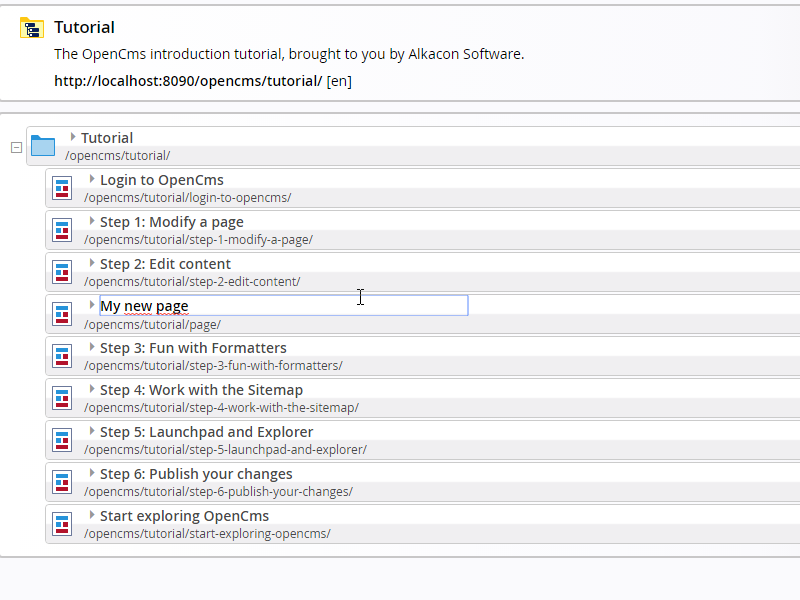 Tutorial
The OpenCms introduction tutorial, brought to you by Alkacon Software.
http://localhost:8090/opencms/tutorial/ [en]
Tutorial
/opencms/tutorial/
Login to OpenCms
/opencms/tutorial/login-to-opencms/
Step 1: Modify a page
/opencms/tutorial/step-1-modify-a-page/
Step 2: Edit content
/opencms/tutorial/step-2-edit-content/
My new page
/opencms/tutorial/page/
Step 3: Fun with Formatters
/opencms/tutorial/step-3-fun-with-formatters/
Step 4: Work with the Sitemap
/opencms/tutorial/step-4-work-with-the-sitemap/
Step 5: Launchpad and Explorer
/opencms/tutorial/step-5-launchpad-and-explorer/
Step 6: Publish your changes
/opencms/tutorial/step-6-publish-your-changes/
Start exploring OpenCms
/opencms/tutorial/start-exploring-opencms/